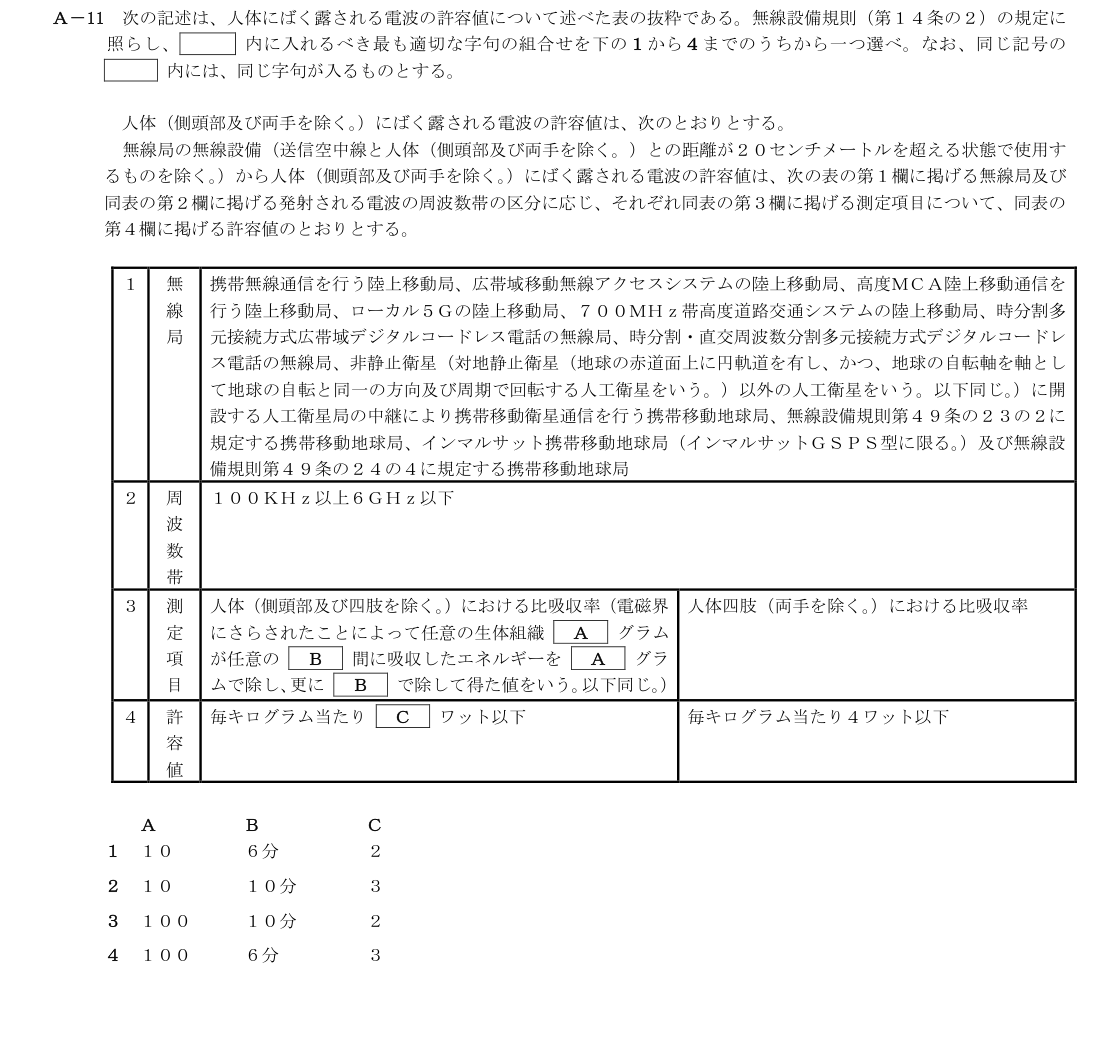 A－11　次の記述は、人体にばく露される電波の許容値について述べた表の抜粋である。無線設備規則（第１４条の２）の規定に
照らし、　　　内に入れるべき最も適切な字句の組合せを下の１から４までのうちから一つ選べ。なお、同じ記号の
　　　内には、同じ字句が入るものとする。
人体（側頭部及び両手を除く。）にばく露される電波の許容値は、次のとおりとする。
無線局の無線設備（送信空中線と人体（側頭部及び両手を除く。）との距離が２０センチメートルを超える状態で使用す
るものを除く。）から人体（側頭部及び両手を除く。）にばく露される電波の許容値は、次の表の第１欄に掲げる無線局及び
同表の第２欄に掲げる発射される電波の周波数帯の区分に応じ、それぞれ同表の第３欄に掲げる測定項目について、同表の
第４欄に掲げる許容値のとおりとする。
1　無線局　携帯無線通信を行う陸上移動局、広帯域移動無線アクセスシステムの陸上移動局、高度ＭＣＡ陸上移動通信を
行う陸上移動局、ローカル５Ｇの陸上移動局、７００ＭＨｚ帯高度道路交通システムの陸上移動局、時分割多
元接続方式広帯域デジタルコードレス電話の無線局、時分割・直交周波数分割多元接続方式デジタルコードレ
ス電話の無線局、非静止衛星（対地静止衛星（地球の赤道面上に円軌道を有し、かつ、地球の自転軸を軸とし
て地球の自転と同一の方向及び周期で回転する人工衛星をいう。）以外の人工衛星をいう。以下同じ。）に開
設する人工衛星局の中継により携帯移動衛星通信を行う携帯移動地球局、無線設備規則第４９条の２３の２に
規定する携帯移動地球局、インマルサット携帯移動地球局（インマルサットＧＳＰＳ型に限る。）及び無線設
備規則第４９条の２４の４に規定する携帯移動地球局
2　周波数帯　１００ＫＨｚ以上６ＧＨｚ以下
3　測定項目　人体（側頭部及び四肢を除く。）における比吸収率（電磁界
にさらされたことによって任意の生体組織　A　グラム
が任意の　B　間に吸収したエネルギーを　A　グラ
ムで除し、更に　B　で除して得た値をいう。以下同じ。）
人体四肢（両手を除く。）における比吸収率
4　許容値　毎キログラム当たり　C　ワット以下　毎キログラム当たり４ワット以下
A　B　C
1　１０　６分　２
2　１０　１０分　３
3　１００　１０分　２
4　１００　６分　３